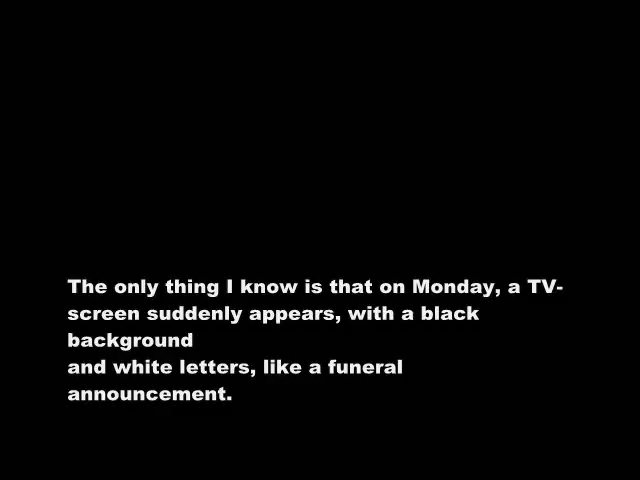 The only thing I know is that on Monday, a TV-
screen suddenly appears, with a black
background
and white letters, like a funeral
announcement.